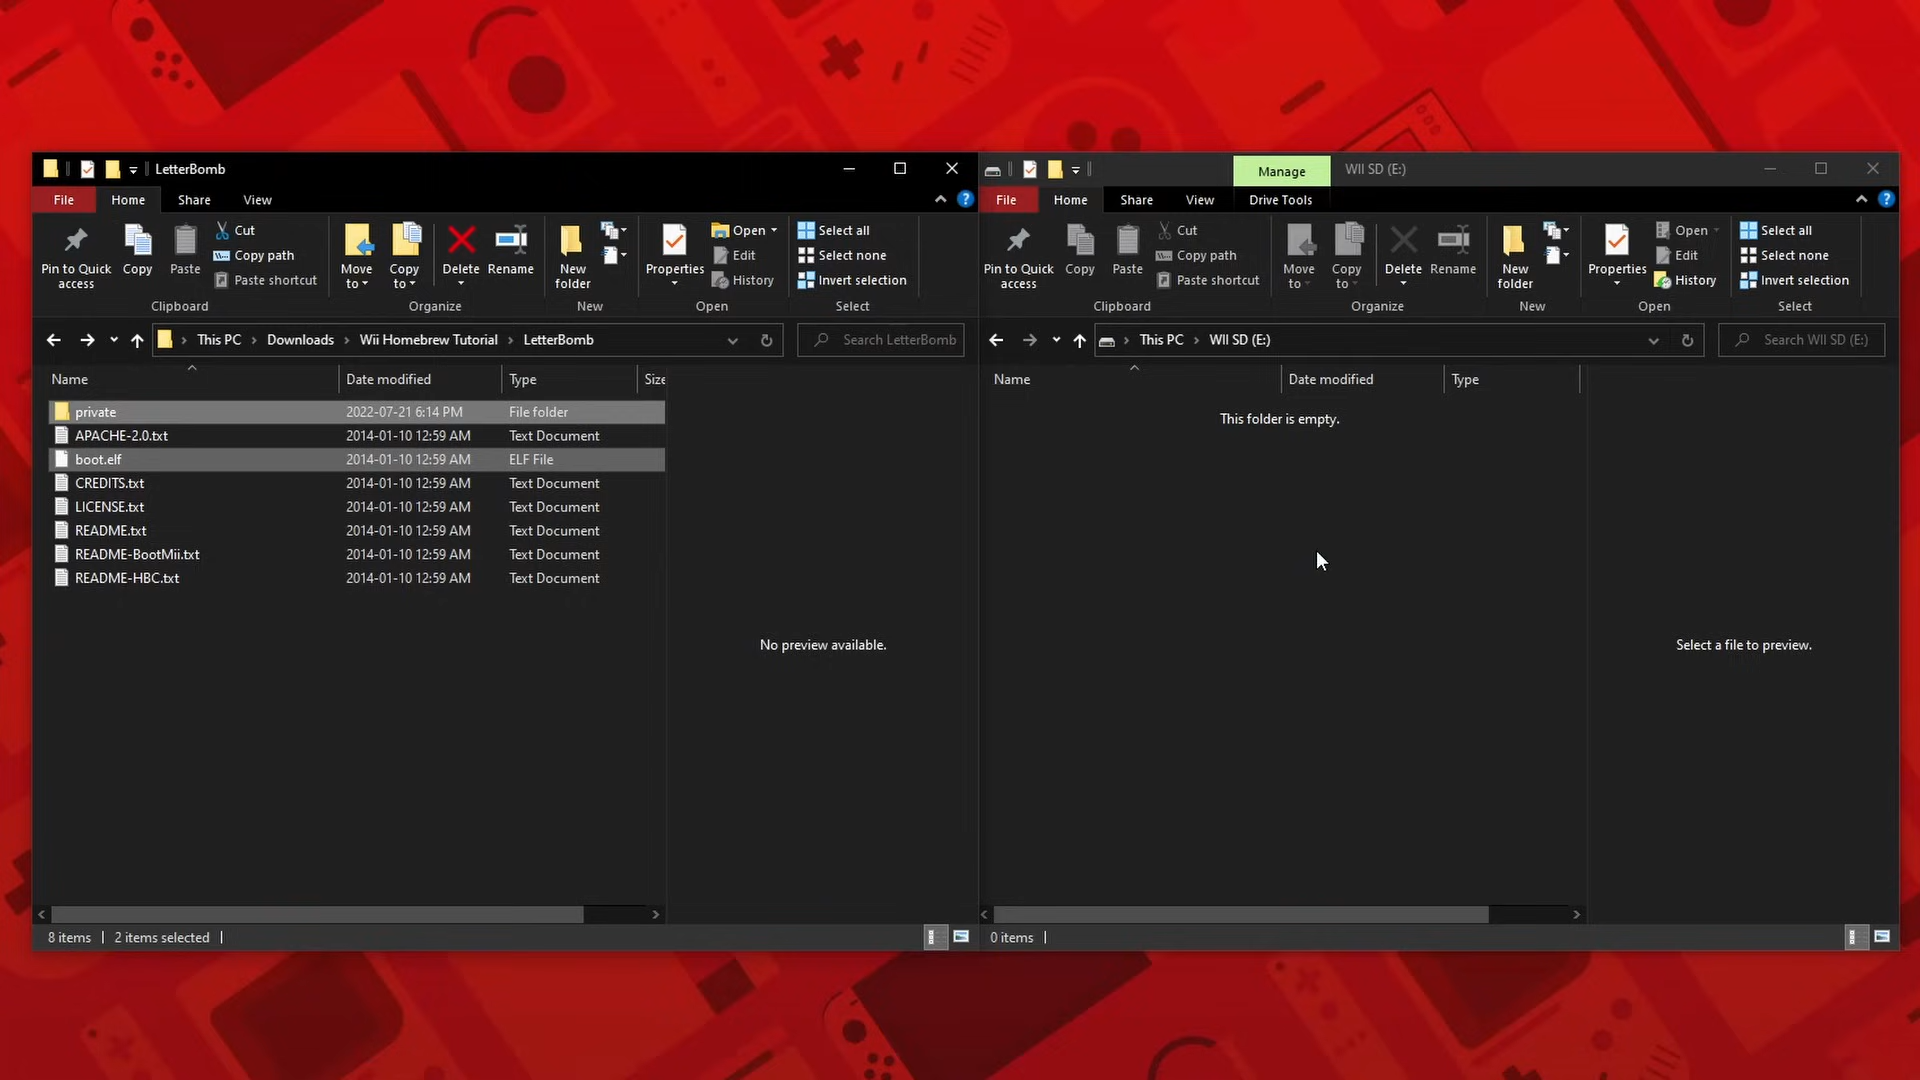 LetterBomb
File Home Share View
Pin to Quick access
Copy
Paste
Cut
Copy path
Paste shortcut
Clipboard
Move to
Copy to
Delete
Rename
Organize
New folder
New
Properties
Open
Edit
History
Open
Select all
Select none
Invert selection
Select
This PC Downloads Wii Homebrew Tutorial LetterBomb
Search LetterBomb
Name Date modified Type Size
private 2022-07-21 6:14 PM File folder
APACHE-2.0.txt 2014-01-10 12:59 AM Text Document
boot.elf 2014-01-10 12:59 AM ELF File
CREDITS.txt 2014-01-10 12:59 AM Text Document
LICENSE.txt 2014-01-10 12:59 AM Text Document
README.txt 2014-01-10 12:59 AM Text Document
README-BootMii.txt 2014-01-10 12:59 AM Text Document
README-HBC.txt 2014-01-10 12:59 AM Text Document
No preview available.
8 items 2 items selected
Manage WII SD (E:)
File Home Share View Drive Tools
Pin to Quick access
Copy
Paste
Cut
Copy path
Paste shortcut
Clipboard
Move to
Copy to
Delete
Rename
Organize
New folder
New
Properties
Open
Edit
History
Open
Select all
Select none
Invert selection
Select
This PC WII SD (E:)
Search WII SD (E:)
Name Date modified Type
This folder is empty.
Select a file to preview.
0 items